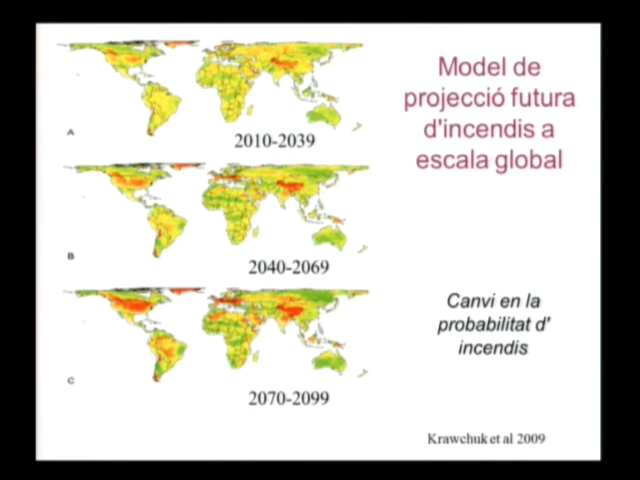 Model de
projecció futura
d'incendis a
escala global
A
2010-2039
B
2040-2069
C
2070-2099
Canvi en la
probabilitat d'
incendis
Krawchuk et al 2009